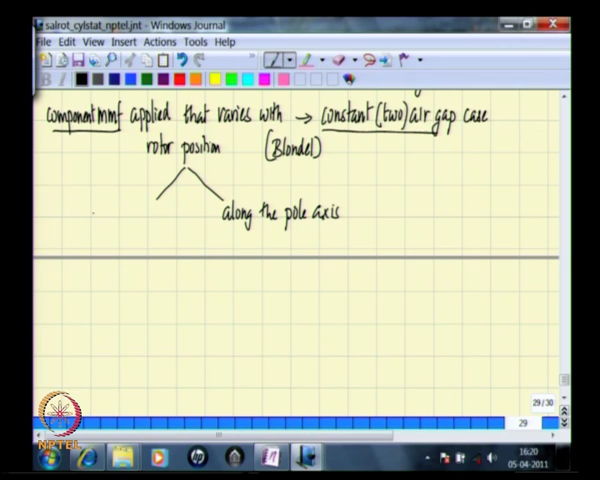 salrot_cylstat_nptel.jnt - Windows Journal
File Edit View Insert Actions Tools Help
component mmf applied that varies with → constant (two) air gap case
rotor position (Blondel)
along the pole axis
29/30
29
NPTEL
16:20
05-04-2011